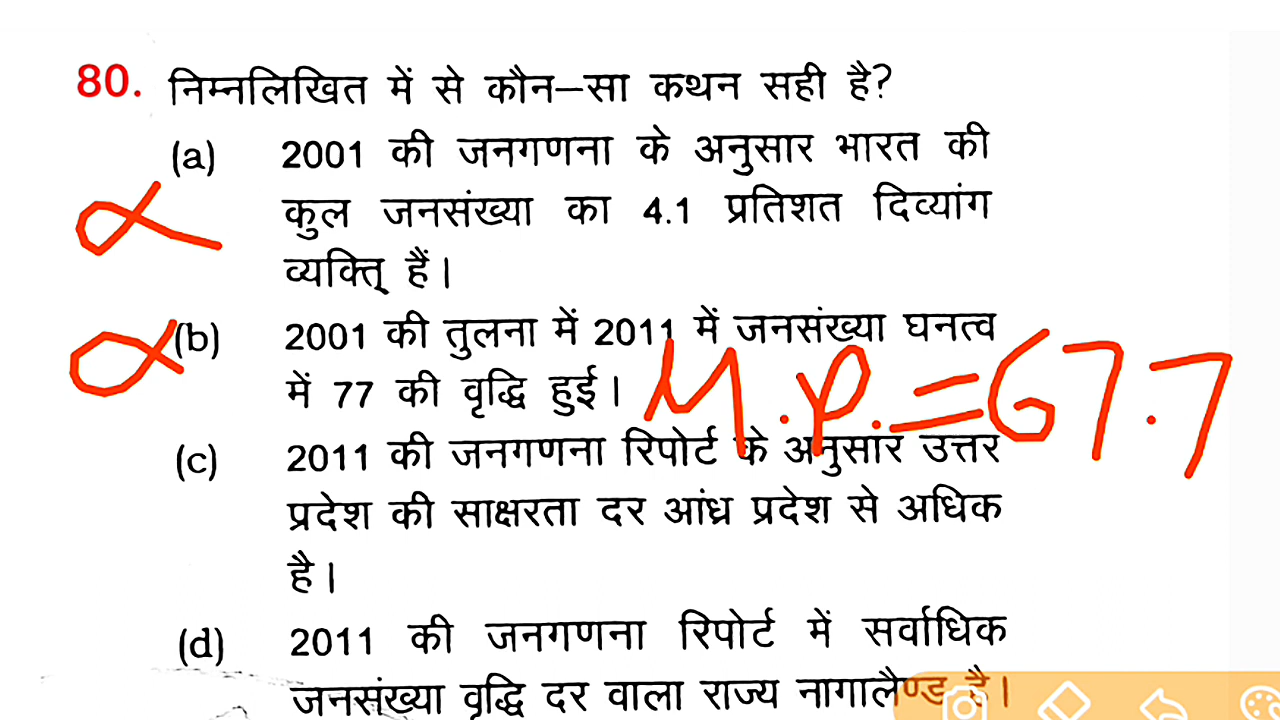 80. निम्नलिखित में से कौन–सा कथन सही है?
(a) 2001 की जनगणना के अनुसार भारत की
कुल जनसंख्या का 4.1 प्रतिशत दिव्यांग
व्यक्ति् हैं।
(b) 2001 की तुलना में 2011 में जनसंख्या घनत्व
में 77 की वृद्धि हुई।
M.P. = 67.7
(c) 2011 की जनगणना रिपोर्ट के अनुसार उत्तर
प्रदेश की साक्षरता दर आंध्र प्रदेश से अधिक
है।
(d) 2011 की जनगणना रिपोर्ट में सर्वाधिक
जनसंख्या वृद्धि दर वाला राज्य नागालैण्ड है।